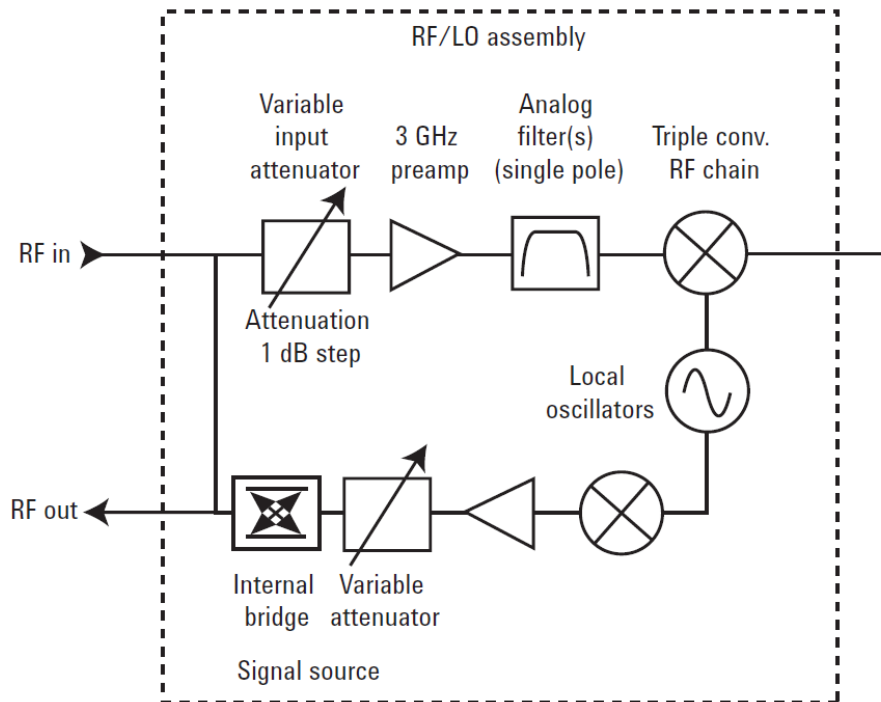 RF/LO assembly
Variable
input
attenuator
3 GHz
preamp
Analog
filter(s)
(single pole)
Triple conv.
RF chain
RF in
Attenuation
1 dB step
Local
oscillators
RF out
Internal
bridge
Variable
attenuator
Signal source